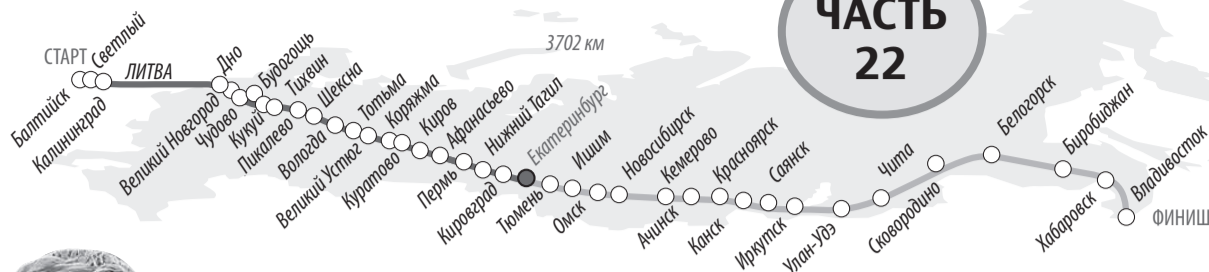 ЧАСТЬ
22
3702 км
СТАРТ
Балтийск
Светлый
Калининград
ЛИТВА
Дно
Великий Новгород
Чудово
Будогощь
Кукуй
Тихвин
Пикалево
Шексна
Вологда
Тотьма
Великий Устюг
Коряжма
Куратово
Киров
Афанасьево
Пермь
Нижний Тагил
Кировград
Екатеринбург
Тюмень
Ишим
Омск
Новосибирск
Кемерово
Ачинск
Красноярск
Канск
Саянск
Иркутск
Улан-Удэ
Чита
Сковородино
Белогорск
Биробиджан
Хабаровск
Владивосток
ФИНИШ